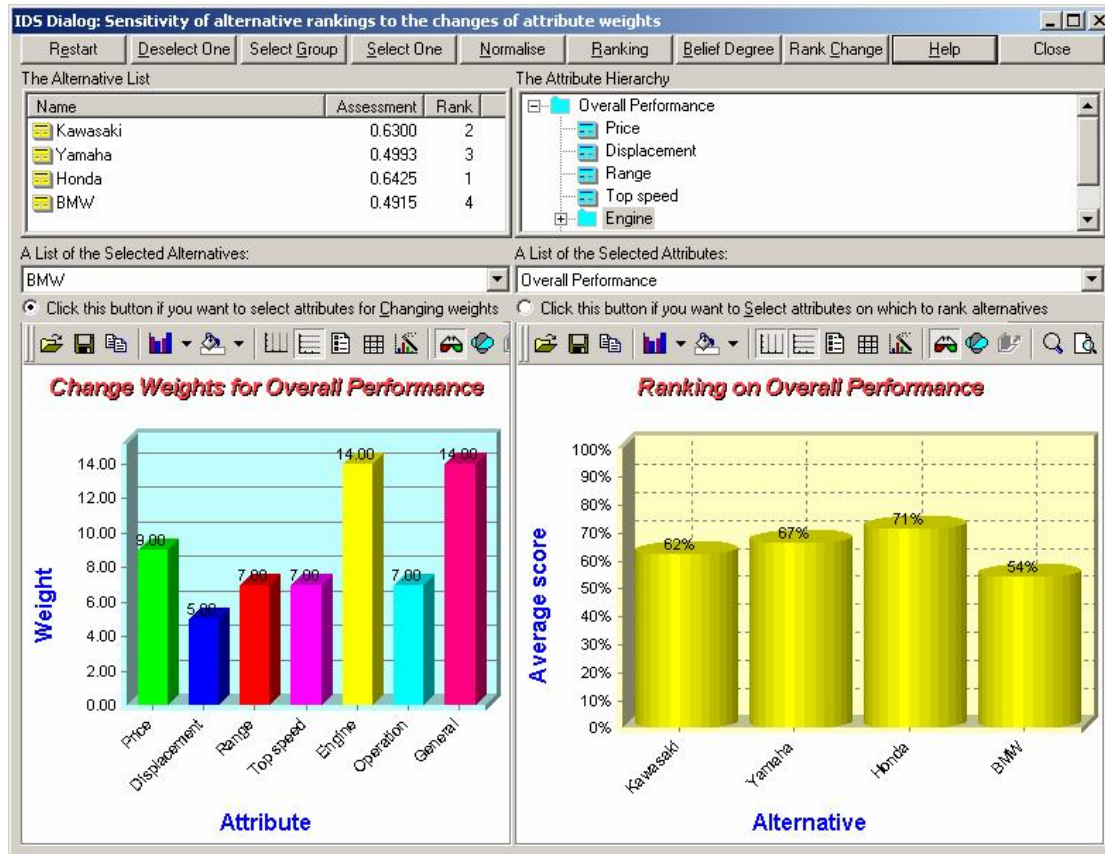 IDS Dialog: Sensitivity of alternative rankings to the changes of attribute weights
Restart Deselect One Select Group Select One Normalise Ranking Belief Degree Rank Change Help Close
The Alternative List
Name Assessment Rank
Kawasaki 0.6300 2
Yamaha 0.4993 3
Honda 0.6425 1
BMW 0.4915 4
The Attribute Hierarchy
Overall Performance
Price
Displacement
Range
Top speed
Engine
A List of the Selected Alternatives:
BMW
A List of the Selected Attributes:
Overall Performance
Click this button if you want to select attributes for Changing weights
Click this button if you want to Select attributes on which to rank alternatives
Change Weights for Overall Performance
14.00
12.00
10.00
8.00
6.00
4.00
2.00
0.00
Weight
9.00
5.00
7.00
7.00
14.00
7.00
14.00
Price
Displacement
Range
Top speed
Engine
Operation
General
Attribute
Ranking on Overall Performance
100%
90%
80%
70%
60%
50%
40%
30%
20%
10%
0%
Average score
62%
67%
71%
54%
Kawasaki
Yamaha
Honda
BMW
Alternative